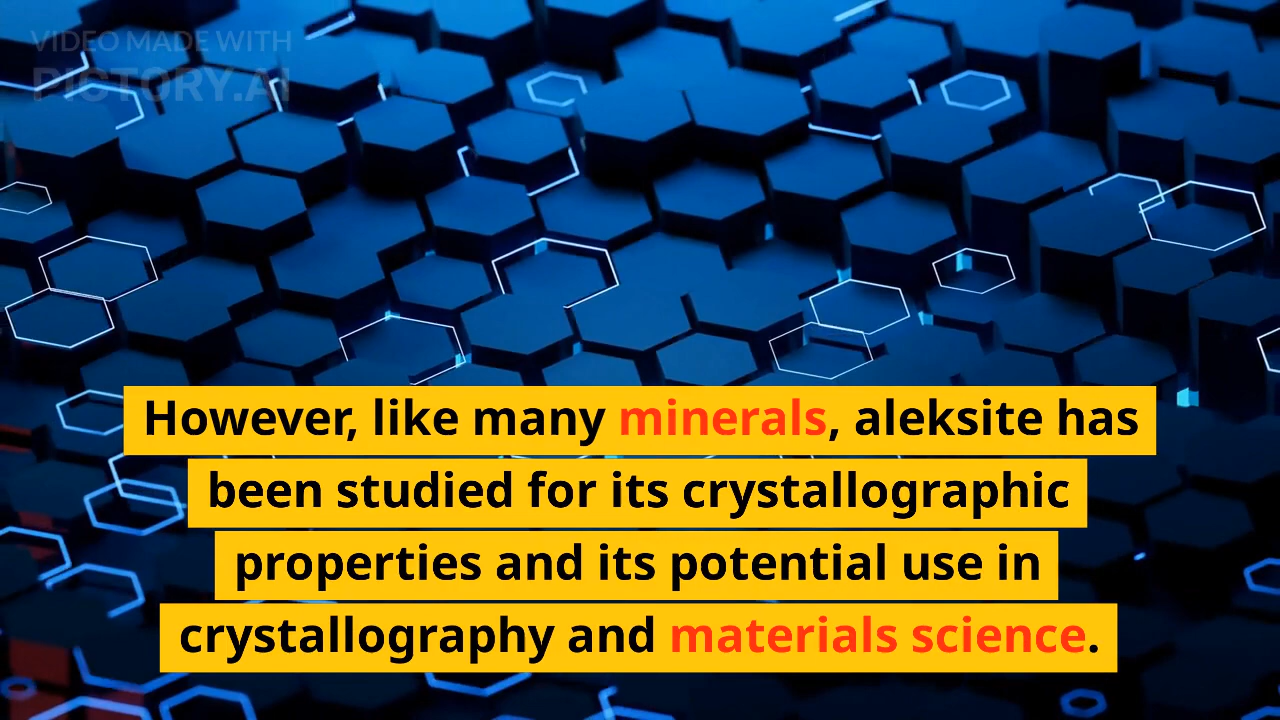 VIDEO MADE WITH
PICTORY.AI
However, like many minerals, aleksite has
been studied for its crystallographic
properties and its potential use in
crystallography and materials science.